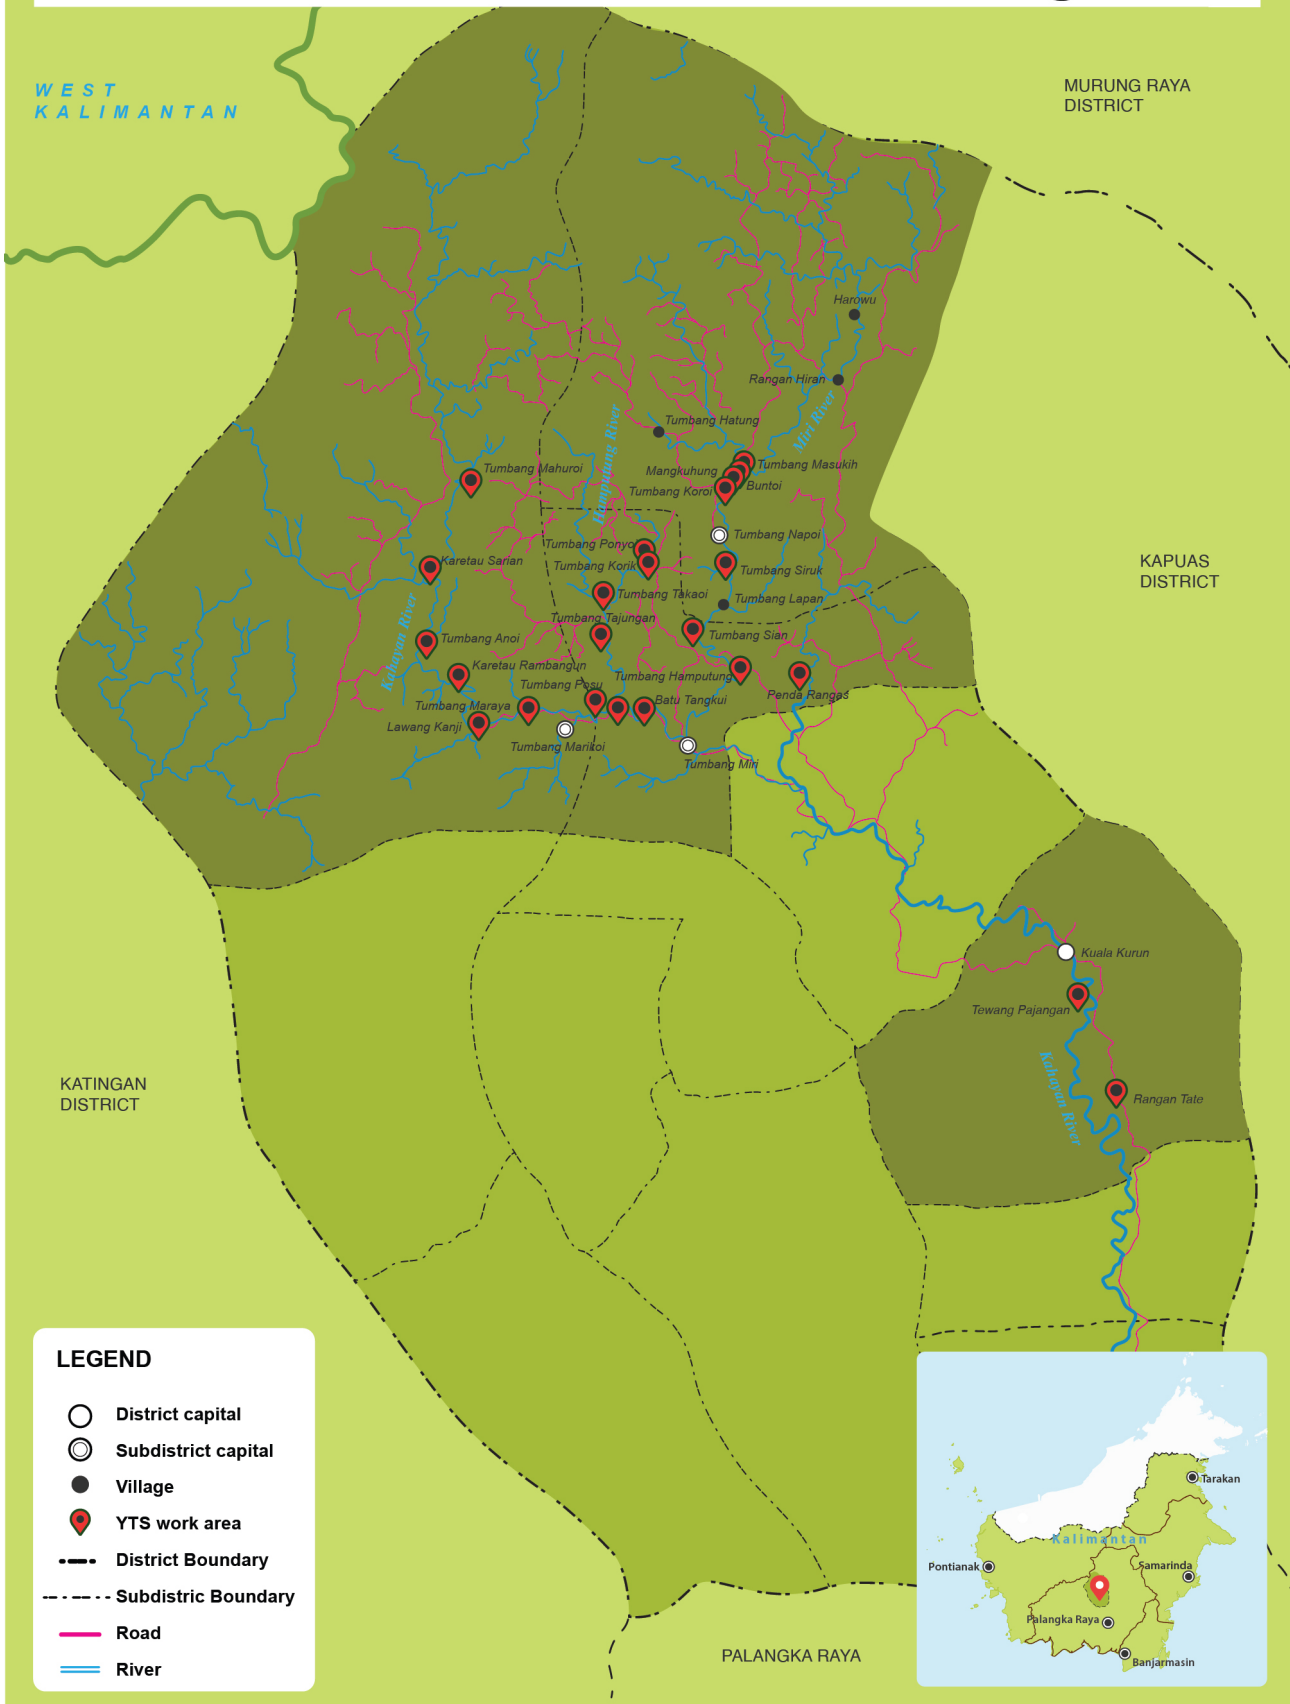 WEST
KALIMANTAN
MURUNG RAYA
DISTRICT
Harowu
Rangan Hiran
Miri River
Tumbang Hatung
Hamputung River
Tumbang Masukih
Mangkuhung
Buntoi
Tumbang Koroi
Tumbang Mahuroi
Tumbang Napoi
Tumbang Ponyoi
Tumbang Korik
Tumbang Siruk
Karetau Sarian
KAPUAS
DISTRICT
Tumbang Takaoi
Tumbang Lapan
Tumbang Tajungan
Tumbang Sian
Tumbang Anoi
Kahayan River
Karetau Rambangun
Tumbang Hamputung
Tumbang Posu
Penda Rangas
Batu Tangkui
Tumbang Maraya
Lawang Kanji
Tumbang Marikoi
Tumbang Miri
Kuala Kurun
Tewang Pajangan
Kahayan River
Rangan Tate
KATINGAN
DISTRICT
PALANGKA RAYA
LEGEND
District capital
Subdistrict capital
Village
YTS work area
District Boundary
Subdistric Boundary
Road
River
Tarakan
Kalimantan
Pontianak
Samarinda
Palangka Raya
Banjarmasin